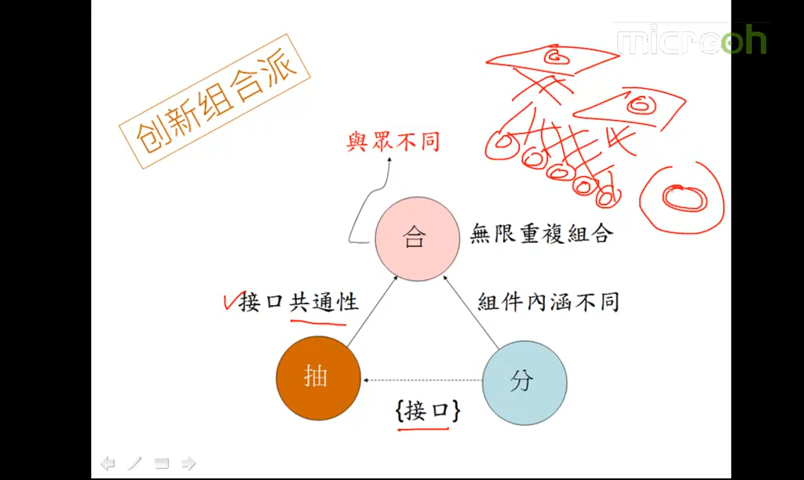 microoh
创新组合派
與眾不同
合
無限重複組合
接口共通性
組件內涵不同
抽
分
{接口}